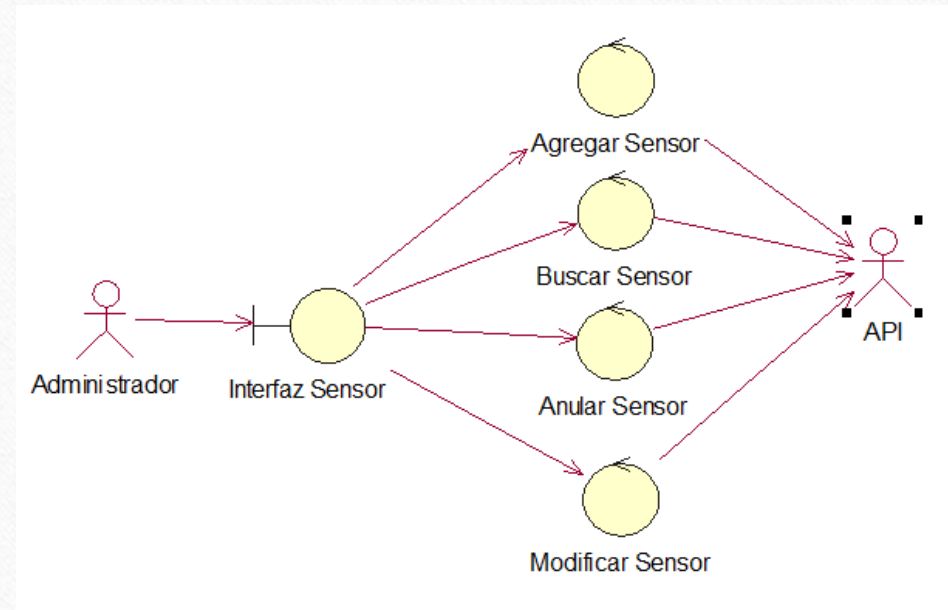 Agregar Sensor
Buscar Sensor
API
Administrador
Interfaz Sensor
Anular Sensor
Modificar Sensor